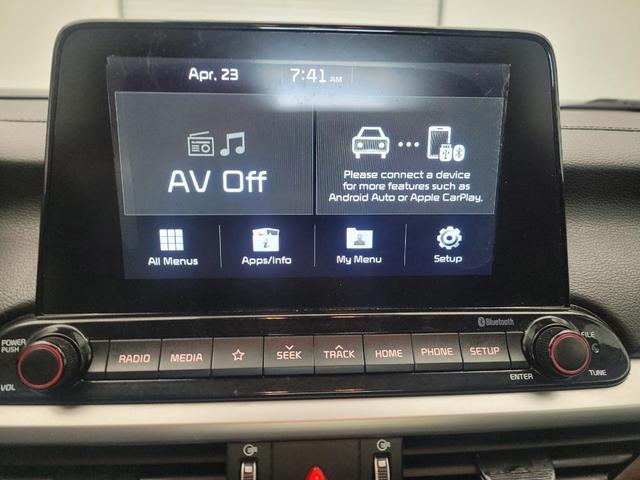 Apr. 23
7:41 AM
AV Off
Please connect a device
for more features such as
Android Auto or Apple CarPlay.
All Menus
Apps/Info
My Menu
Setup
Bluetooth
POWER
PUSH
VOL
RADIO
MEDIA
SEEK
TRACK
HOME
PHONE
SETUP
FILE
TUNE
ENTER